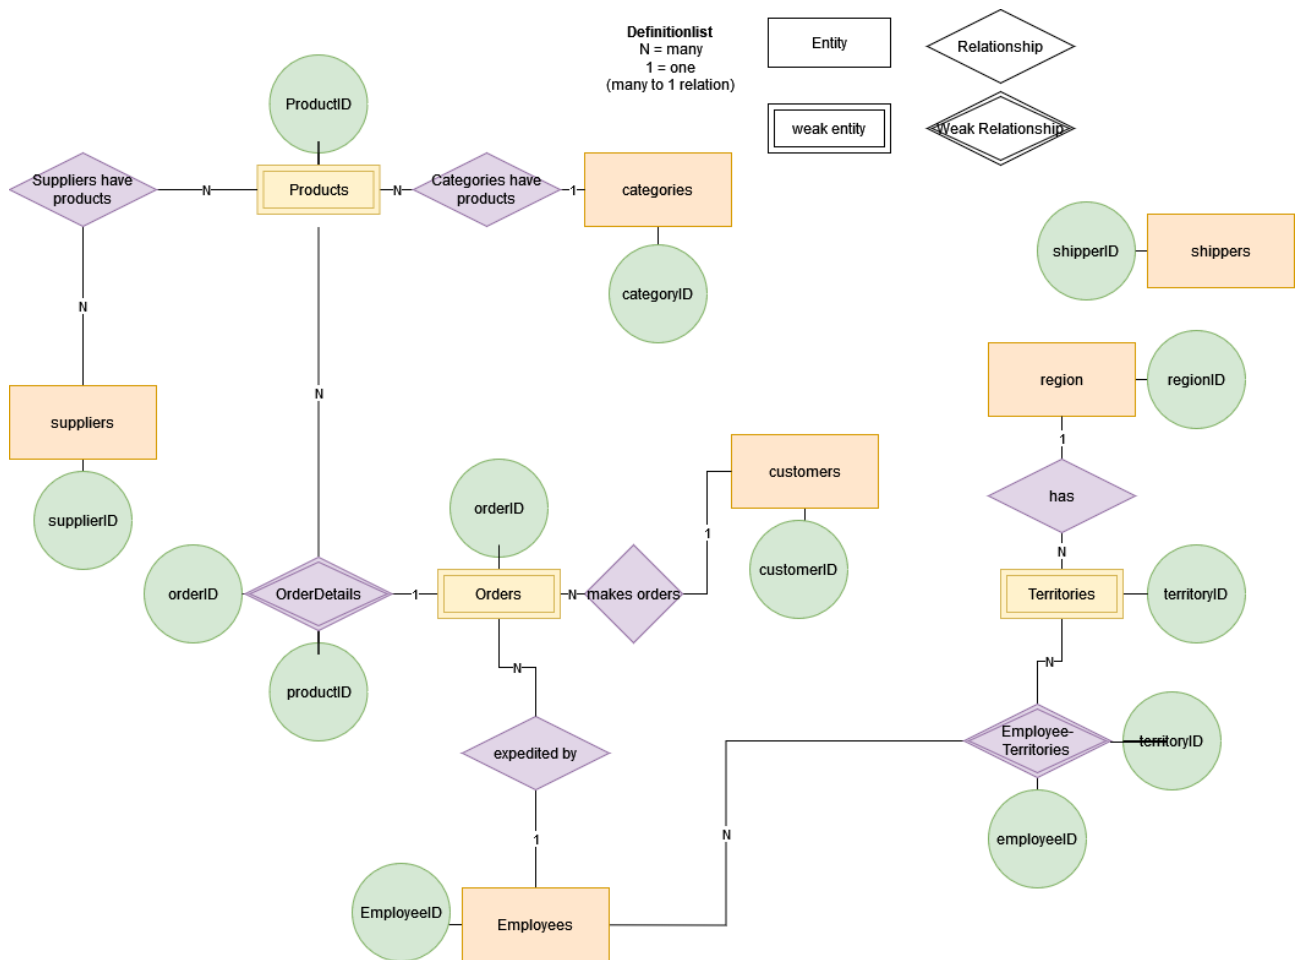 Definitionlist
N = many
1 = one
(many to 1 relation)
Entity
Relationship
weak entity
Weak Relationship
ProductID
Suppliers have
products
N
Products
N
Categories have
products
1
categories
categoryID
shipperID
shippers
N
N
suppliers
supplierID
region
regionID
1
has
N
Territories
territoryID
customers
customerID
1
orderID
orderID
OrderDetails
1
Orders
N
makes orders
productID
N
expedited by
1
N
Employee-
Territories
territoryID
employeeID
N
EmployeeID
Employees